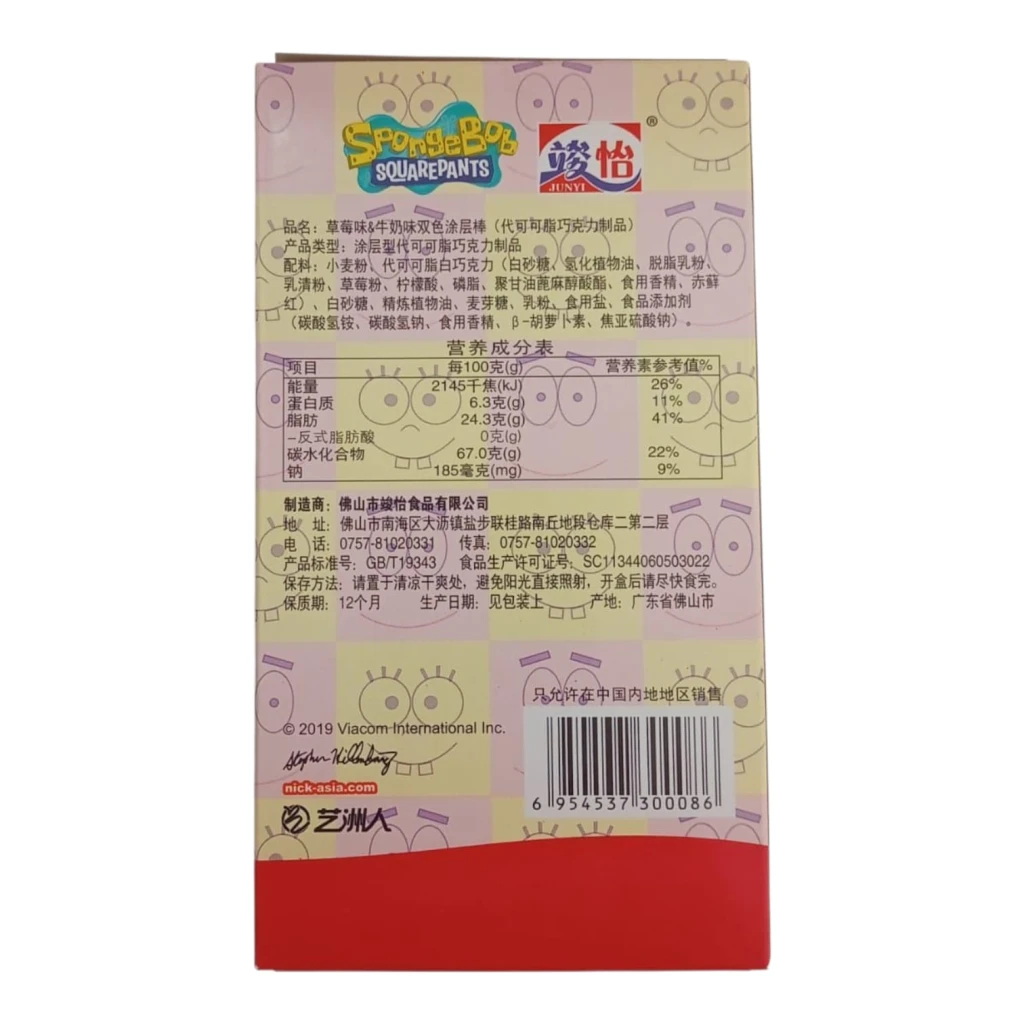 SpongeBob
SQUAREPANTS
竣怡
JUNYI
®
品名：草莓味&牛奶味双色涂层棒（代可可脂巧克力制品）
产品类型：涂层型代可可脂巧克力制品
配料：小麦粉、代可可脂白巧克力（白砂糖、氢化植物油、脱脂乳粉、
乳清粉、草莓粉、柠檬酸、磷脂、聚甘油蓖麻醇酸酯、食用香精、赤藓
红）、白砂糖、精炼植物油、麦芽糖、乳粉、食用盐、食品添加剂
（碳酸氢铵、碳酸氢钠、食用香精、β-胡萝卜素、焦亚硫酸钠）。
营养成分表
项目 每100克(g) 营养素参考值%
能量 2145千焦(kJ) 26%
蛋白质 6.3克(g) 11%
脂肪 24.3克(g) 41%
-反式脂肪酸 0克(g)
碳水化合物 67.0克(g) 22%
钠 185毫克(mg) 9%
制造商：佛山市竣怡食品有限公司
地 址：佛山市南海区大沥镇盐步联桂路南丘地段仓库二第二层
电 话：0757-81020331 传真：0757-81020332
产品标准号：GB/T19343 食品生产许可证号：SC11344060503022
保存方法：请置于清凉干爽处，避免阳光直接照射，开盒后请尽快食完。
保质期：12个月 生产日期：见包装上 产地：广东省佛山市
只允许在中国内地地区销售
© 2019 Viacom International Inc.
Stephen Hillenburg
nick-asia.com
艺洲人
6 954537 300086